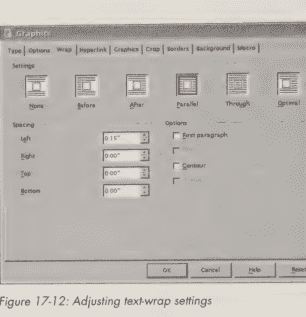 Graphics
Type Options Wrap Hyperlink Graphics Crop Borders Background Macro
Settings
None Before After Parallel Through Optimal
Spacing Options
Left 0.15" First paragraph
Right 0.00"
Top 0.00" Contour
Bottom 0.00"
OK Cancel Help Reset
Figure 17-12: Adjusting text-wrap settings